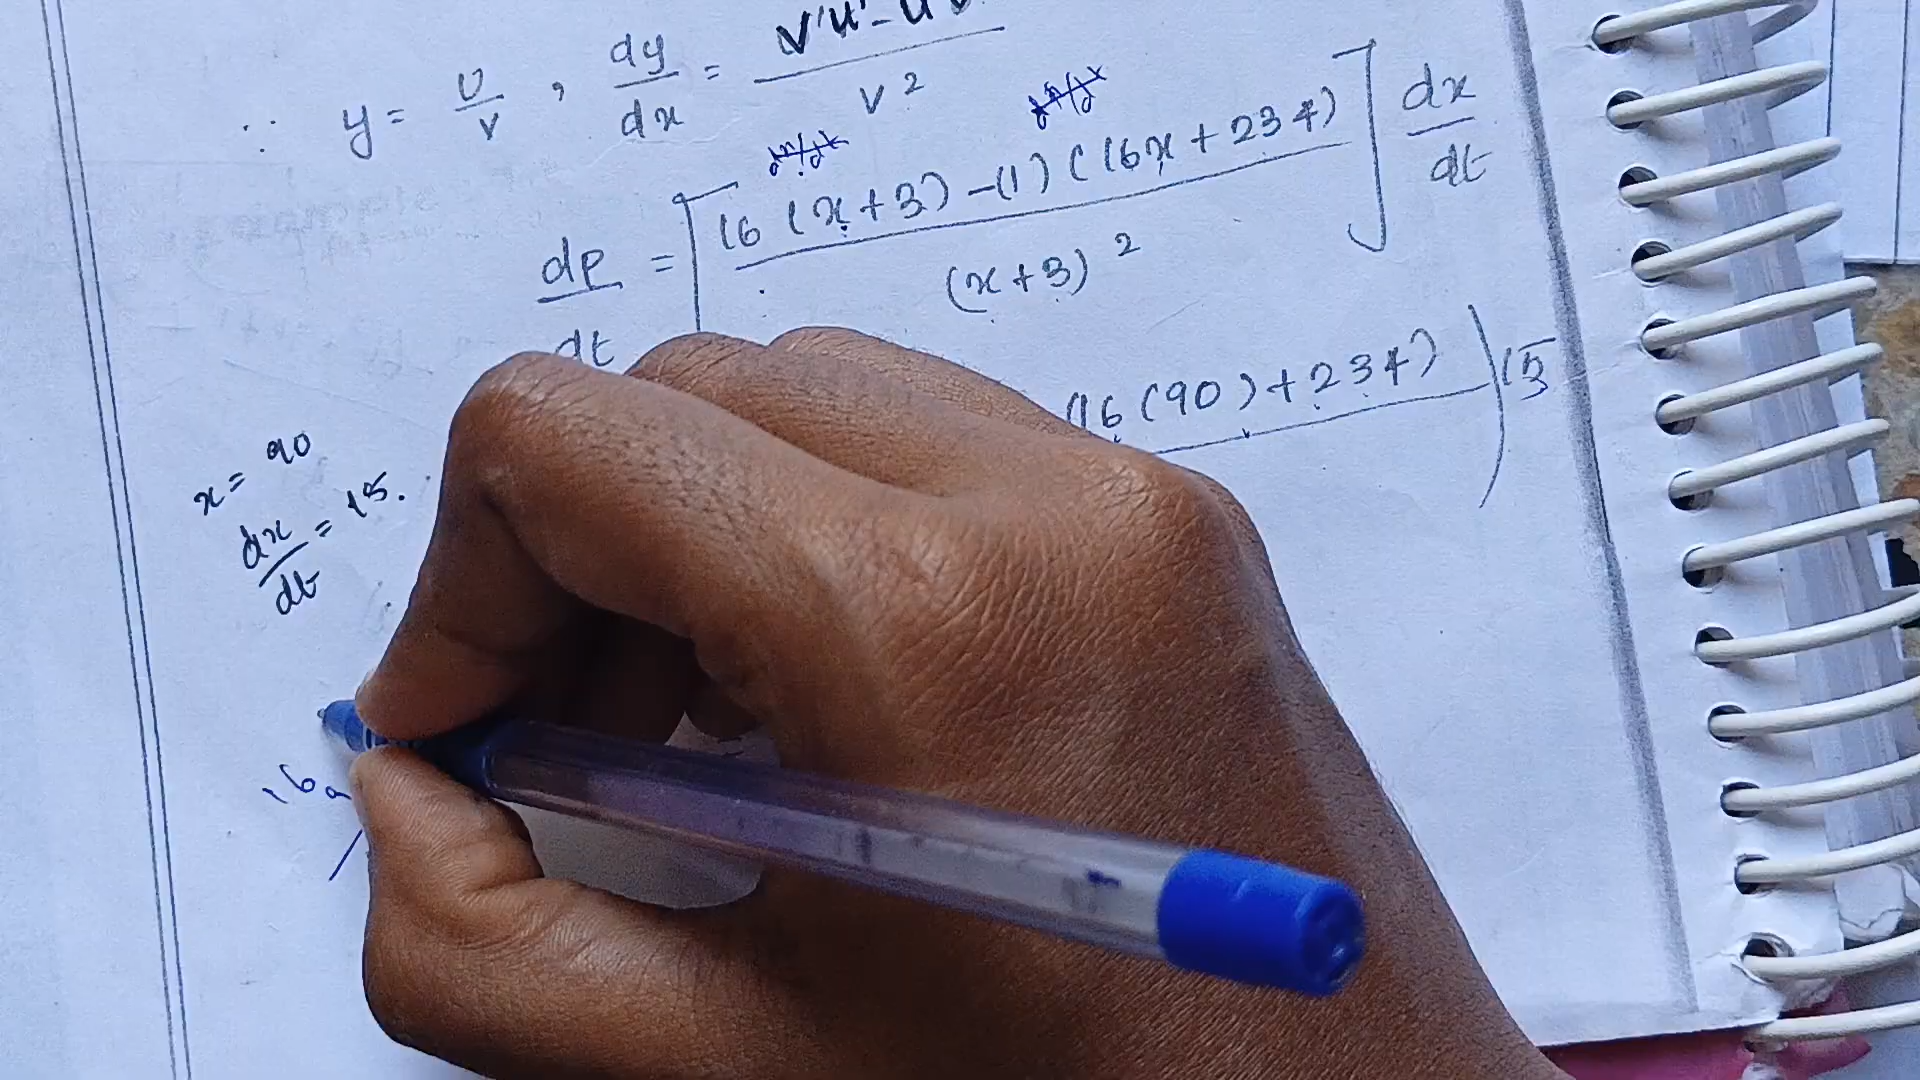 ∴ y = U/V , dy/dx = V'U' - U / V²
dp/dt = [16 (x+3) - (1) (16x + 234) / (x+3)²] dx/dt
(16(90) + 234) ) 15
x = 90
dx/dt = 15.
16